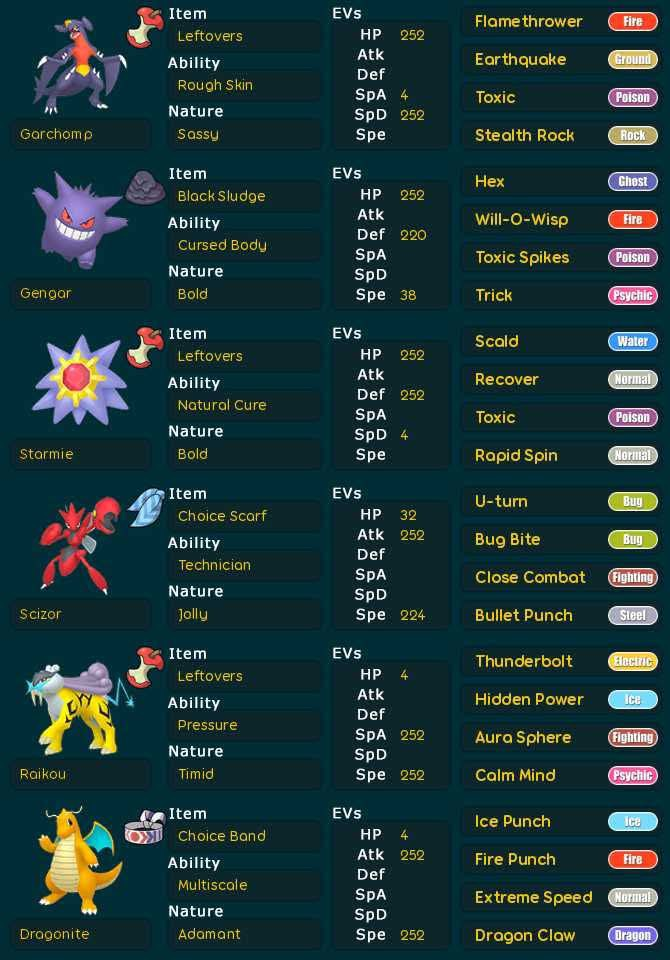 Item
Leftovers
Ability
Rough Skin
Nature
Sassy
Garchomp
EVs
HP 252
Atk
Def
SpA 4
SpD 252
Spe
Flamethrower Fire
Earthquake Ground
Toxic Poison
Stealth Rock Rock
Item
Black Sludge
Ability
Cursed Body
Nature
Bold
Gengar
EVs
HP 252
Atk
Def 220
SpA
SpD
Spe 38
Hex Ghost
Will-O-Wisp Fire
Toxic Spikes Poison
Trick Psychic
Item
Leftovers
Ability
Natural Cure
Nature
Bold
Starmie
EVs
HP 252
Atk
Def 252
SpA
SpD 4
Spe
Scald Water
Recover Normal
Toxic Poison
Rapid Spin Normal
Item
Choice Scarf
Ability
Technician
Nature
Jolly
Scizor
EVs
HP 32
Atk 252
Def
SpA
SpD
Spe 224
U-turn Bug
Bug Bite Bug
Close Combat Fighting
Bullet Punch Steel
Item
Leftovers
Ability
Pressure
Nature
Timid
Raikou
EVs
HP 4
Atk
Def
SpA 252
SpD
Spe 252
Thunderbolt Electric
Hidden Power Ice
Aura Sphere Fighting
Calm Mind Psychic
Item
Choice Band
Ability
Multiscale
Nature
Adamant
Dragonite
EVs
HP 4
Atk 252
Def
SpA
SpD
Spe 252
Ice Punch Ice
Fire Punch Fire
Extreme Speed Normal
Dragon Claw Dragon